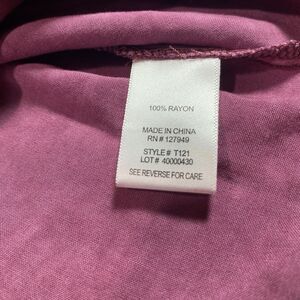 100% RAYON
MADE IN CHINA
RN # 127949
STYLE # T121
LOT # 40000430
SEE REVERSE FOR CARE